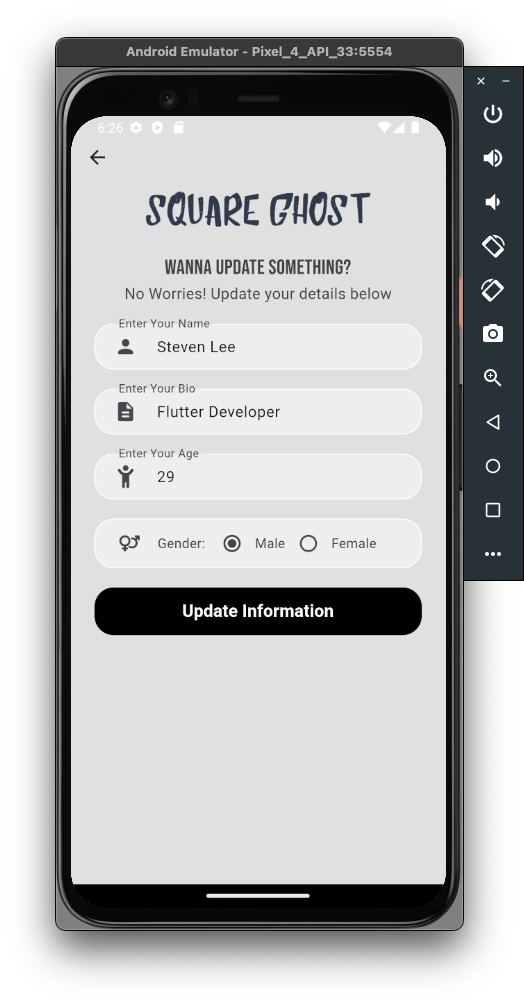 Android Emulator - Pixel_4_API_33:5554
6:26
SQUARE GHOST
WANNA UPDATE SOMETHING?
No Worries! Update your details below
Enter Your Name
Steven Lee
Enter Your Bio
Flutter Developer
Enter Your Age
29
Gender: Male Female
Update Information